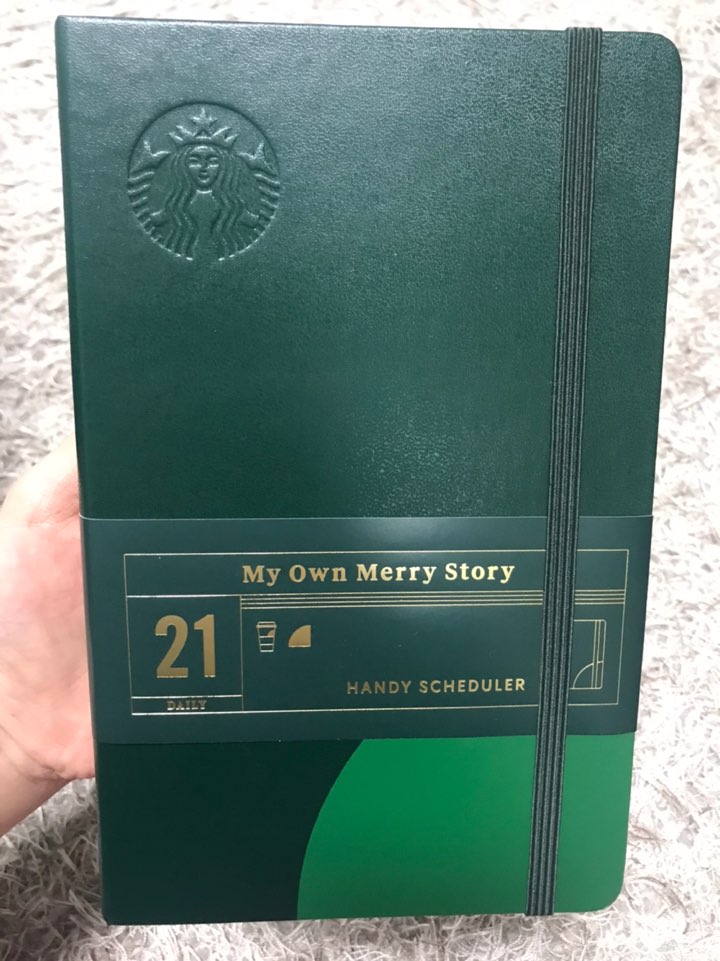 My Own Merry Story
21
DAILY
HANDY SCHEDULER